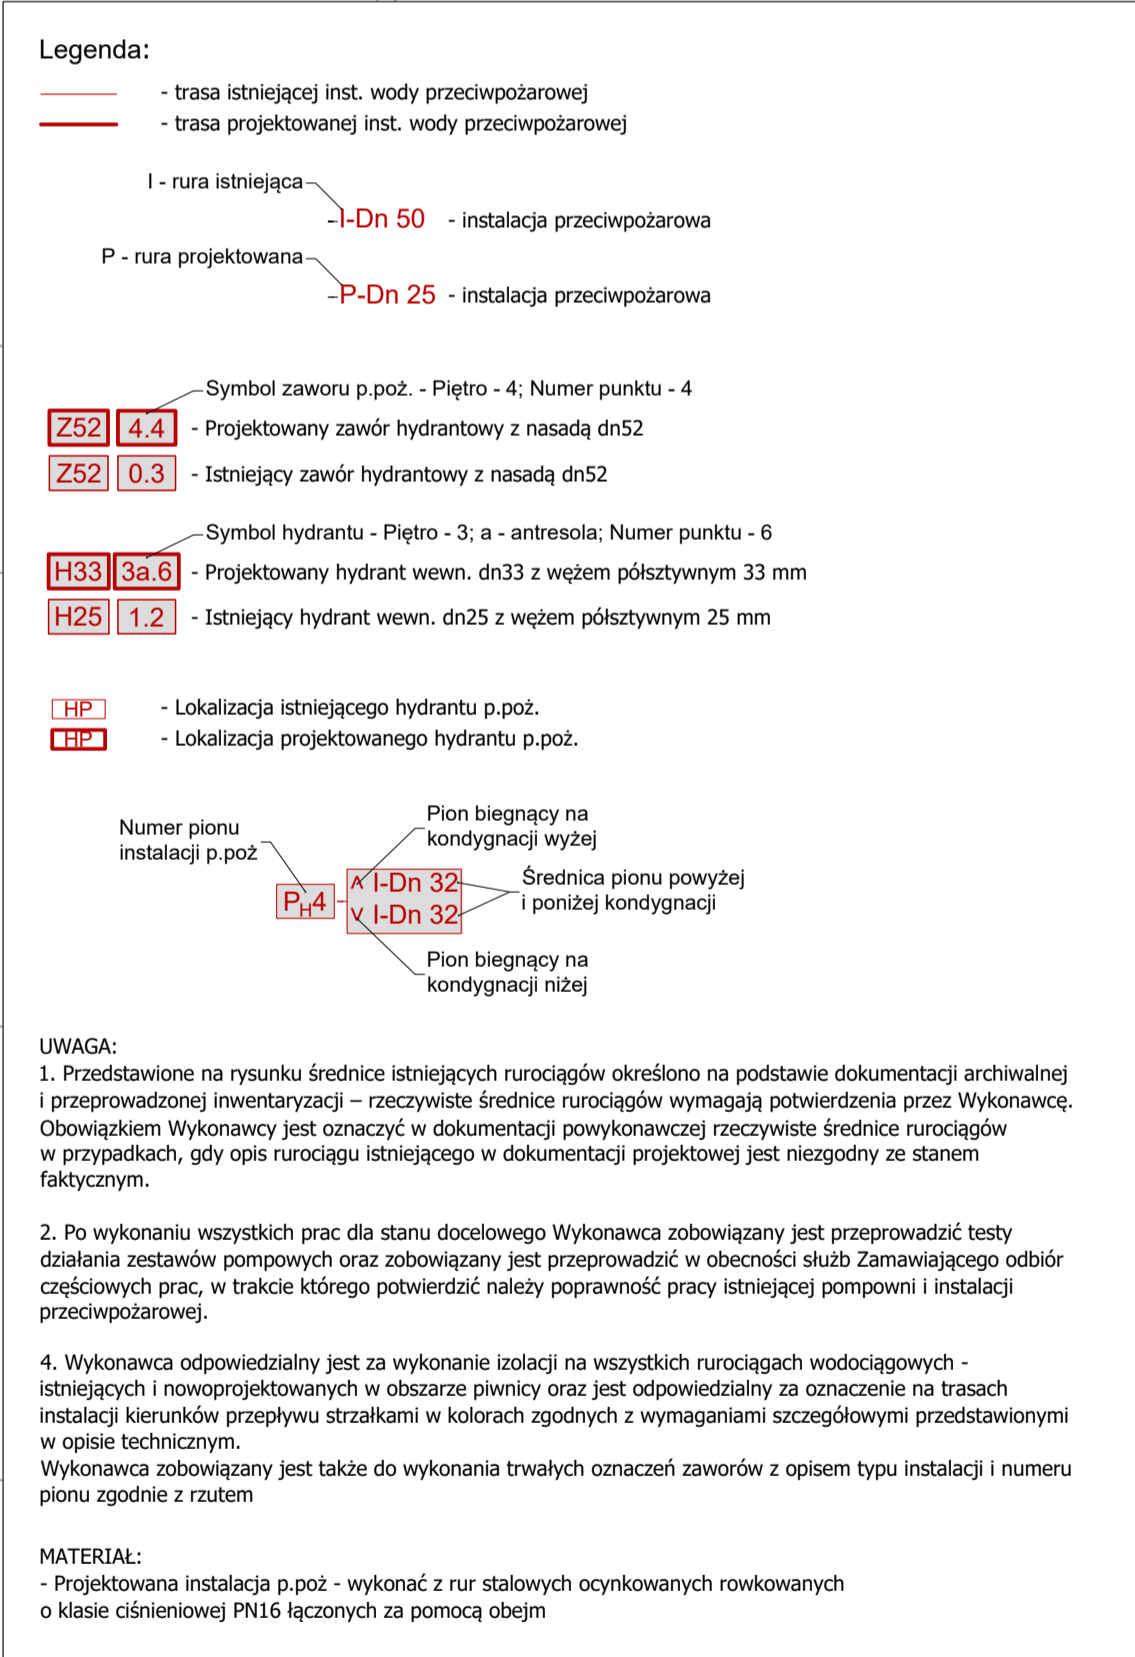 Legenda:
- trasa istniejącej inst. wody przeciwpożarowej
- trasa projektowanej inst. wody przeciwpożarowej
I - rura istniejąca
I-Dn 50 - instalacja przeciwpożarowa
P - rura projektowana
P-Dn 25 - instalacja przeciwpożarowa
Symbol zaworu p.poż. - Piętro - 4; Numer punktu - 4
Z52 4.4 - Projektowany zawór hydrantowy z nasadą dn52
Z52 0.3 - Istniejący zawór hydrantowy z nasadą dn52
Symbol hydrantu - Piętro - 3; a - antresola; Numer punktu - 6
H33 3a.6 - Projektowany hydrant wewn. dn33 z wężem półsztywnym 33 mm
H25 1.2 - Istniejący hydrant wewn. dn25 z wężem półsztywnym 25 mm
HP - Lokalizacja istniejącego hydrantu p.poż.
HP - Lokalizacja projektowanego hydrantu p.poż.
Numer pionu
instalacji p.poż
Pion biegnący na
kondygnacji wyżej
PH4
^ I-Dn 32
v I-Dn 32
Średnica pionu powyżej
i poniżej kondygnacji
Pion biegnący na
kondygnacji niżej
UWAGA:
1. Przedstawione na rysunku średnice istniejących rurociągów określono na podstawie dokumentacji archiwalnej
i przeprowadzonej inwentaryzacji – rzeczywiste średnice rurociągów wymagają potwierdzenia przez Wykonawcę.
Obowiązkiem Wykonawcy jest oznaczyć w dokumentacji powykonawczej rzeczywiste średnice rurociągów
w przypadkach, gdy opis rurociągu istniejącego w dokumentacji projektowej jest niezgodny ze stanem
faktycznym.
2. Po wykonaniu wszystkich prac dla stanu docelowego Wykonawca zobowiązany jest przeprowadzić testy
działania zestawów pompowych oraz zobowiązany jest przeprowadzić w obecności służb Zamawiającego odbiór
częściowych prac, w trakcie którego potwierdzić należy poprawność pracy istniejącej pompowni i instalacji
przeciwpożarowej.
4. Wykonawca odpowiedzialny jest za wykonanie izolacji na wszystkich rurociągach wodociągowych -
istniejących i nowoprojektowanych w obszarze piwnicy oraz jest odpowiedzialny za oznaczenie na trasach
instalacji kierunków przepływu strzałkami w kolorach zgodnych z wymaganiami szczegółowymi przedstawionymi
w opisie technicznym.
Wykonawca zobowiązany jest także do wykonania trwałych oznaczeń zaworów z opisem typu instalacji i numeru
pionu zgodnie z rzutem
MATERIAŁ:
- Projektowana instalacja p.poż - wykonać z rur stalowych ocynkowanych rowkowanych
o klasie ciśnieniowej PN16 łączonych za pomocą obejm